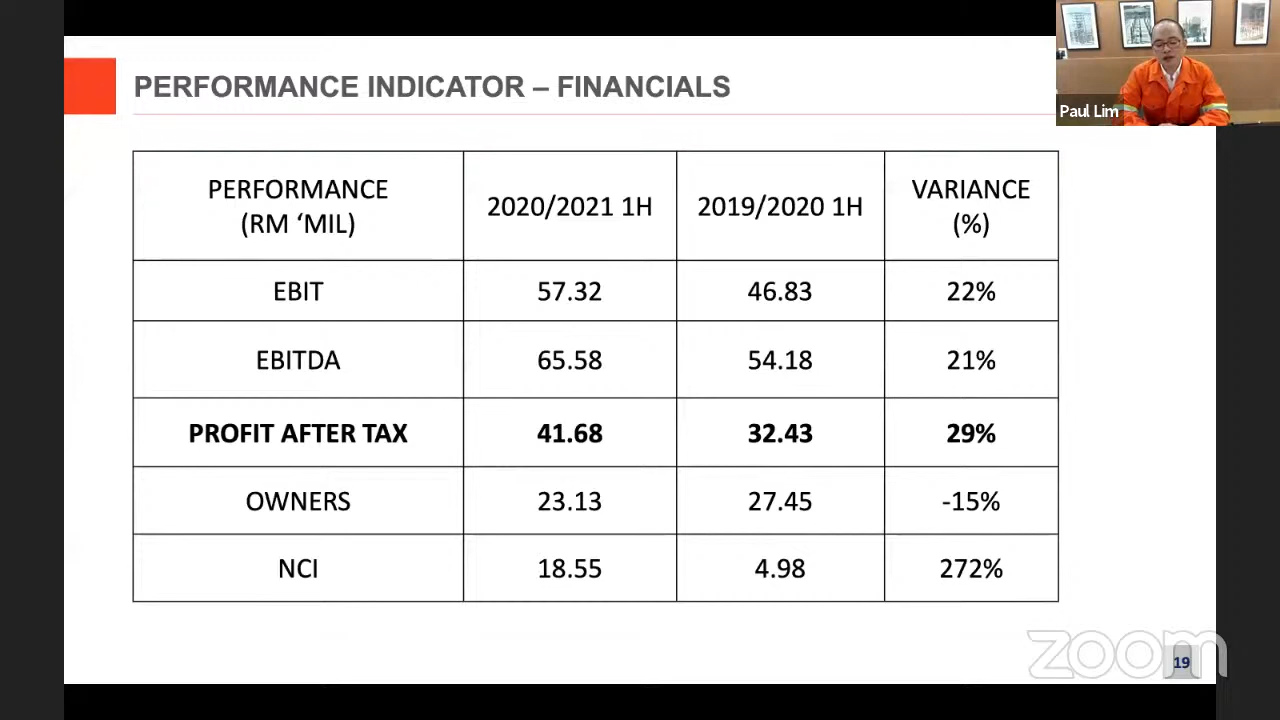 PERFORMANCE INDICATOR – FINANCIALS
Paul Lim
PERFORMANCE
(RM ‘MIL)
2020/2021 1H
2019/2020 1H
VARIANCE
(%)
EBIT
57.32
46.83
22%
EBITDA
65.58
54.18
21%
PROFIT AFTER TAX
41.68
32.43
29%
OWNERS
23.13
27.45
-15%
NCI
18.55
4.98
272%
zoom
19